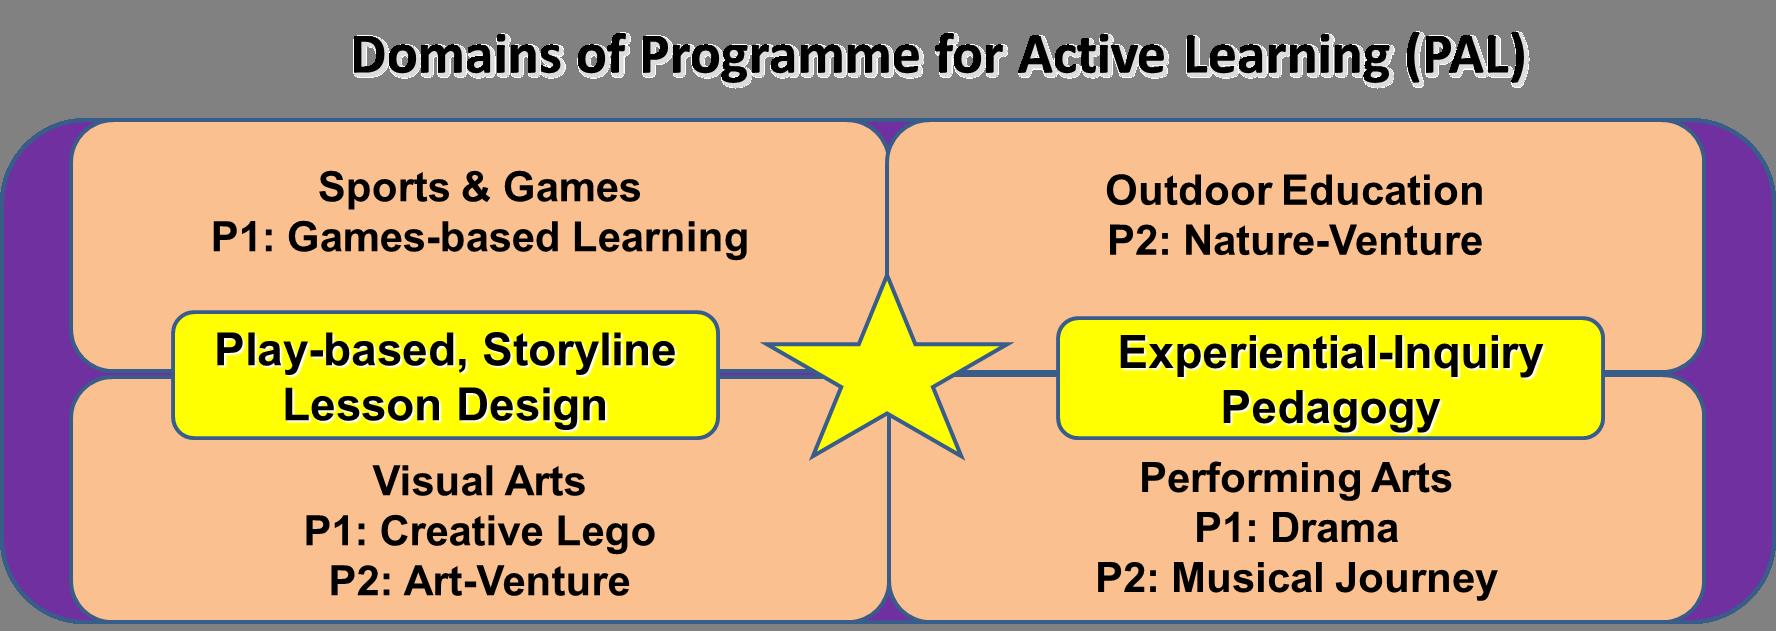 Domains of Programme for Active Learning (PAL)
Sports & Games
P1: Games-based Learning
Outdoor Education
P2: Nature-Venture
Play-based, Storyline
Lesson Design
Experiential-Inquiry
Pedagogy
Visual Arts
P1: Creative Lego
P2: Art-Venture
Performing Arts
P1: Drama
P2: Musical Journey